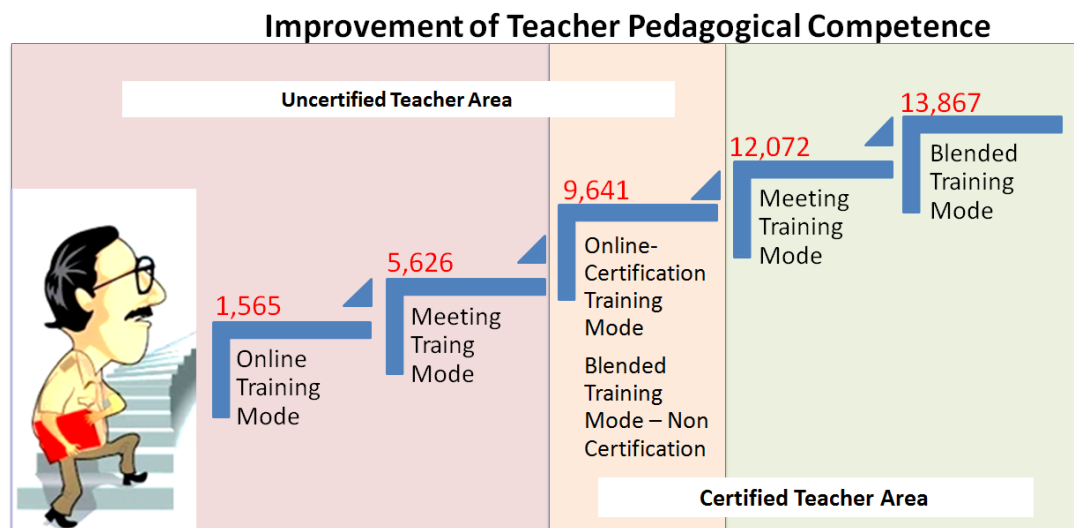 Improvement of Teacher Pedagogical Competence
Uncertified Teacher Area
1,565
Online
Training
Mode
5,626
Meeting
Traing
Mode
9,641
Online-
Certification
Training
Mode
Blended
Training
Mode – Non
Certification
12,072
Meeting
Training
Mode
13,867
Blended
Training
Mode
Certified Teacher Area